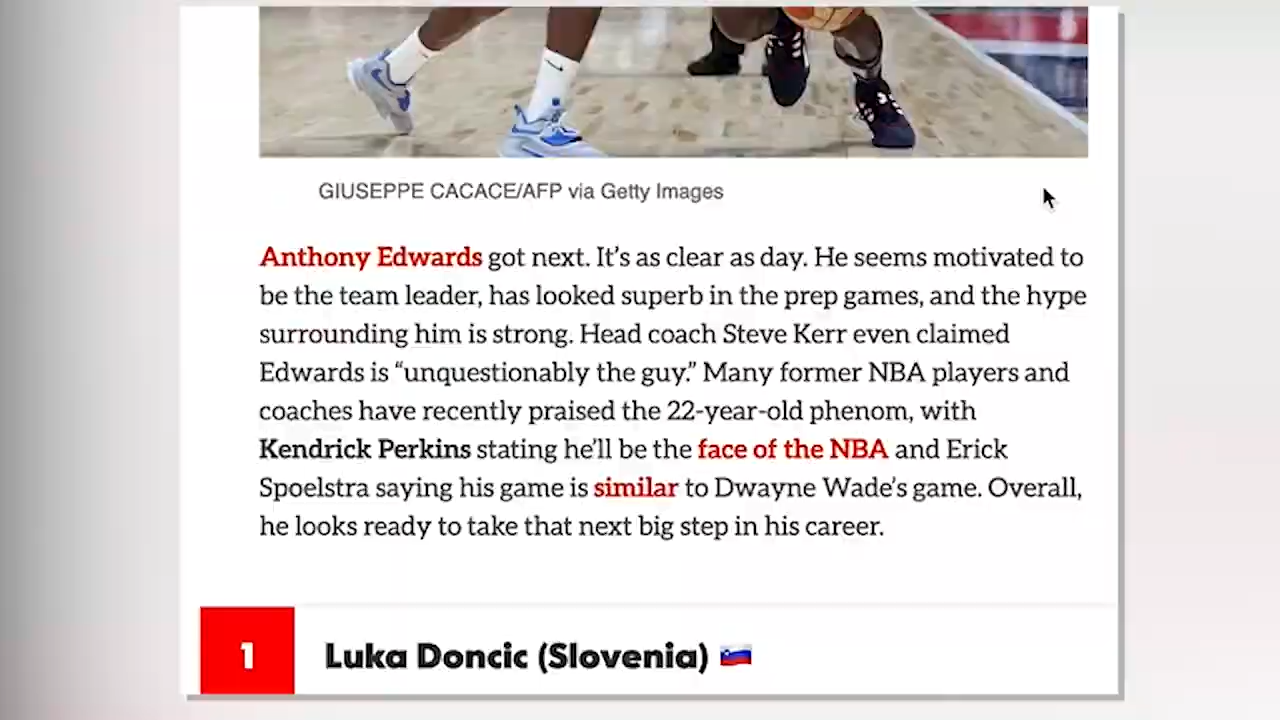 GIUSEPPE CACACE/AFP via Getty Images
Anthony Edwards got next. It’s as clear as day. He seems motivated to
be the team leader, has looked superb in the prep games, and the hype
surrounding him is strong. Head coach Steve Kerr even claimed
Edwards is “unquestionably the guy.” Many former NBA players and
coaches have recently praised the 22-year-old phenom, with
Kendrick Perkins stating he’ll be the face of the NBA and Erick
Spoelstra saying his game is similar to Dwayne Wade’s game. Overall,
he looks ready to take that next big step in his career.
1 Luka Doncic (Slovenia)